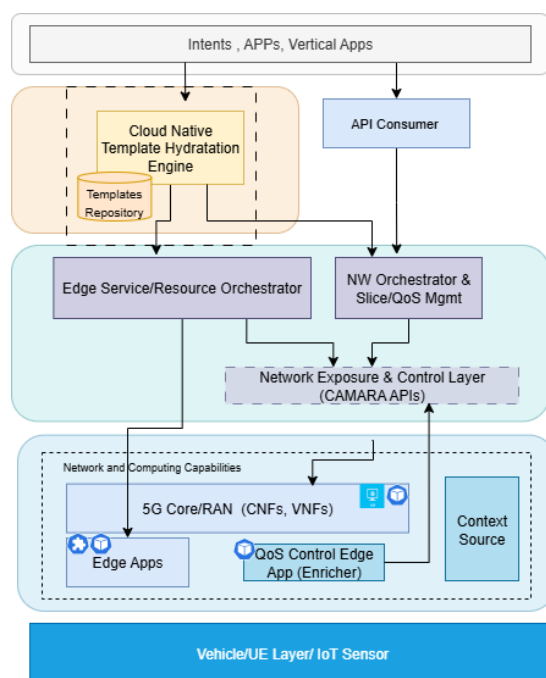 Intents , APPs, Vertical Apps
Cloud Native
Template Hydratation
Engine
API Consumer
Templates
Repository
Edge Service/Resource Orchestrator
NW Orchestrator &
Slice/QoS Mgmt
Network Exposure & Control Layer
(CAMARA APIs)
Network and Computing Capabilities
5G Core/RAN (CNFs, VNFs)
Context
Source
Edge Apps
QoS Control Edge
App (Enricher)
Vehicle/UE Layer/ IoT Sensor